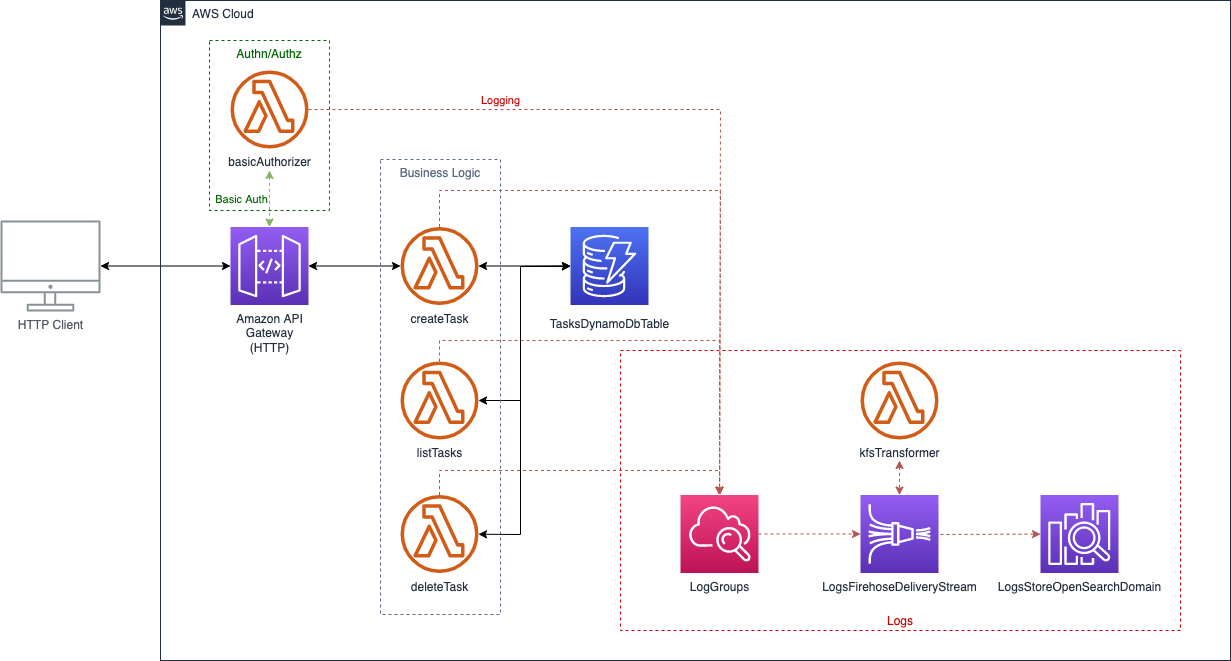 aws
AWS Cloud
Authn/Authz
basicAuthorizer
Basic Auth
Logging
Business Logic
HTTP Client
Amazon API
Gateway
(HTTP)
</>
createTask
TasksDynamoDbTable
listTasks
deleteTask
kfsTransformer
LogGroups
LogsFirehoseDeliveryStream
LogsStoreOpenSearchDomain
Logs